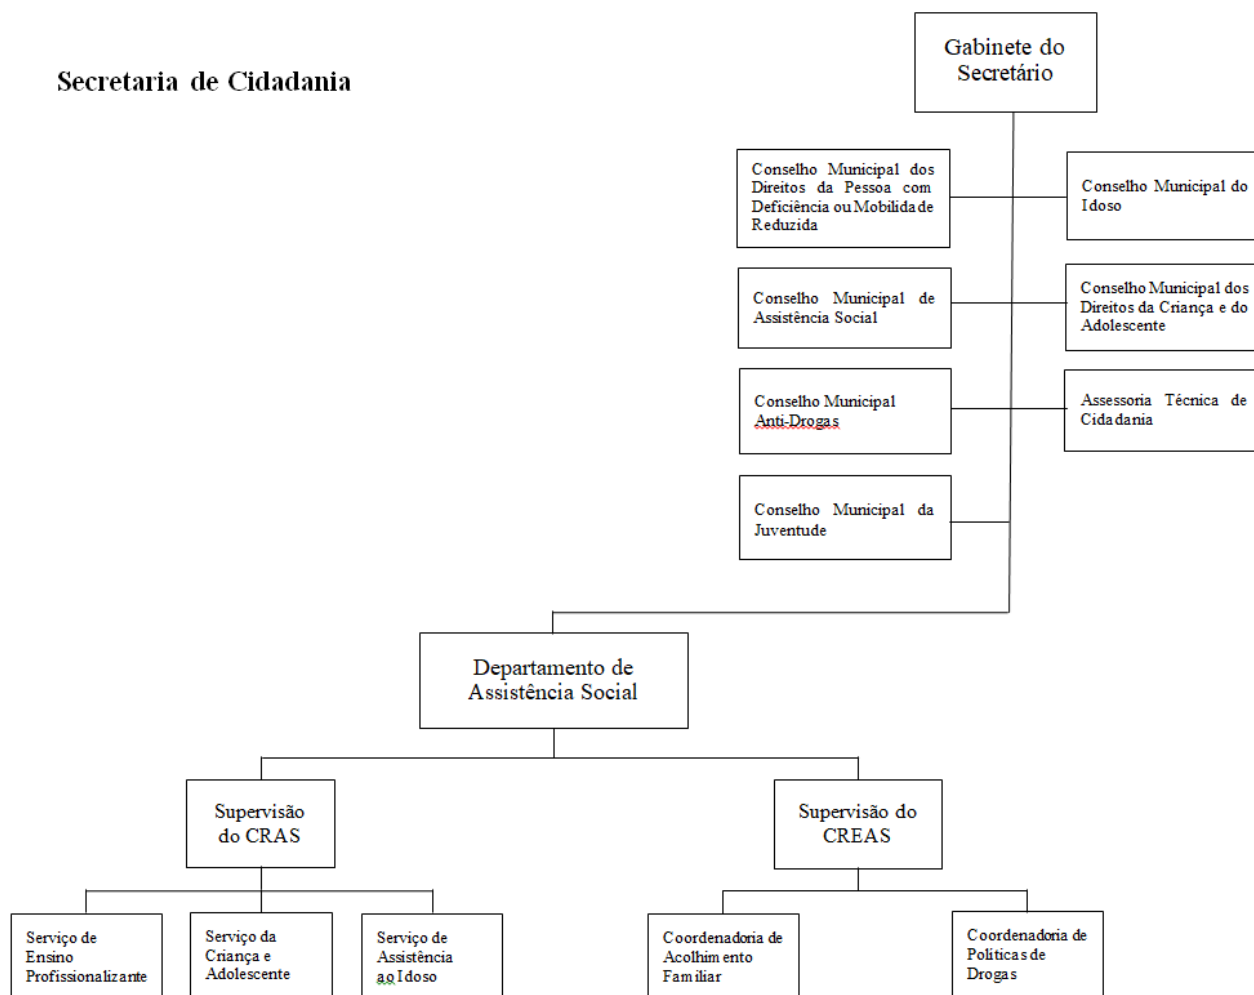 Gabinete do
Secretário
Secretaria de Cidadania
Conselho Municipal dos
Direitos da Pessoa com
Deficiência ou Mobilidade
Reduzida
Conselho Municipal do
Idoso
Conselho Municipal de
Assistência Social
Conselho Municipal dos
Direitos da Criança e do
Adolescente
Conselho Municipal
Anti-Drogas
Assessoria Técnica de
Cidadania
Conselho Municipal da
Juventude
Departamento de
Assistência Social
Supervisão
do CRAS
Supervisão do
CREAS
Serviço de
Ensino
Profissionalizante
Serviço da
Criança e
Adolescente
Serviço de
Assistência
ao Idoso
Coordenadoria de
Acolhimento
Familiar
Coordenadoria de
Politicas de
Drogas